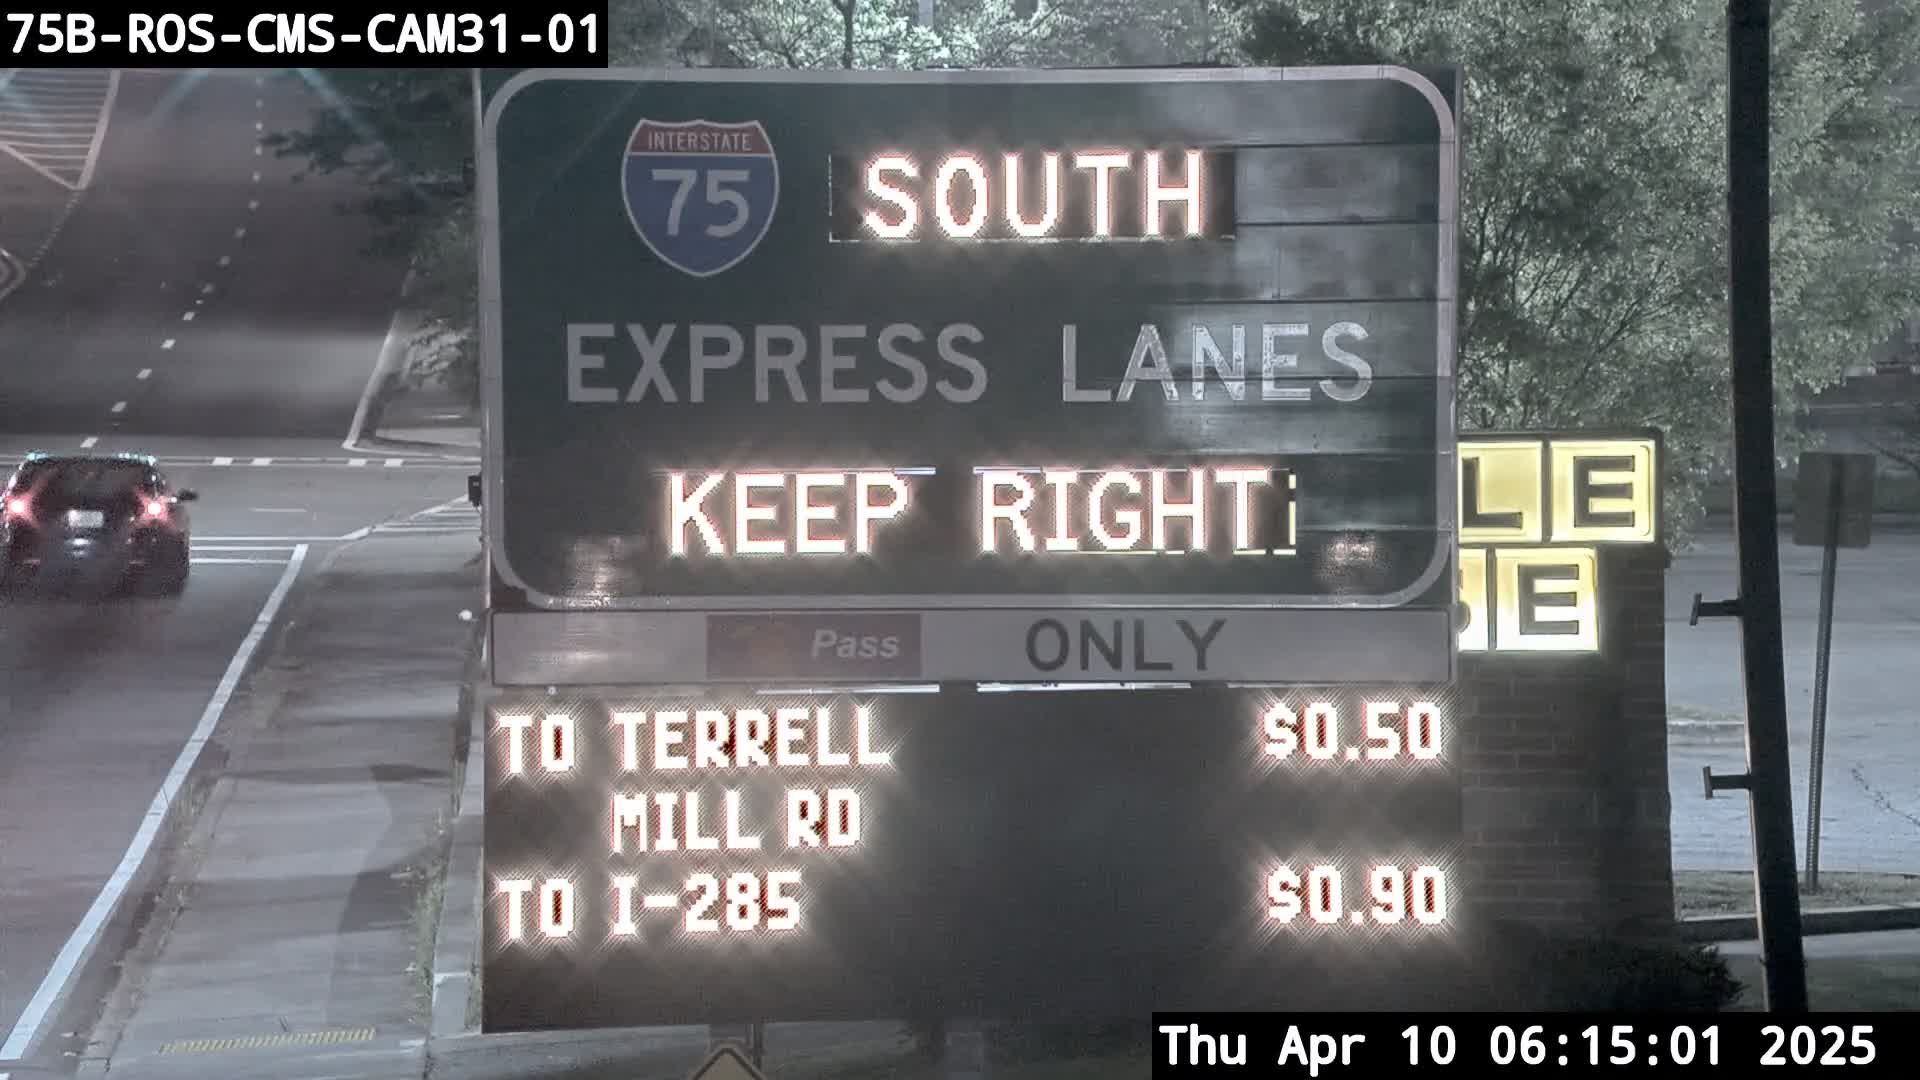 75B-ROS-CMS-CAM31-01
INTERSTATE
75
SOUTH
EXPRESS LANES
KEEP RIGHT
Pass ONLY
TO TERRELL $0.50
MILL RD
TO I-285 $0.90
LE
E
Thu Apr 10 06:15:01 2025